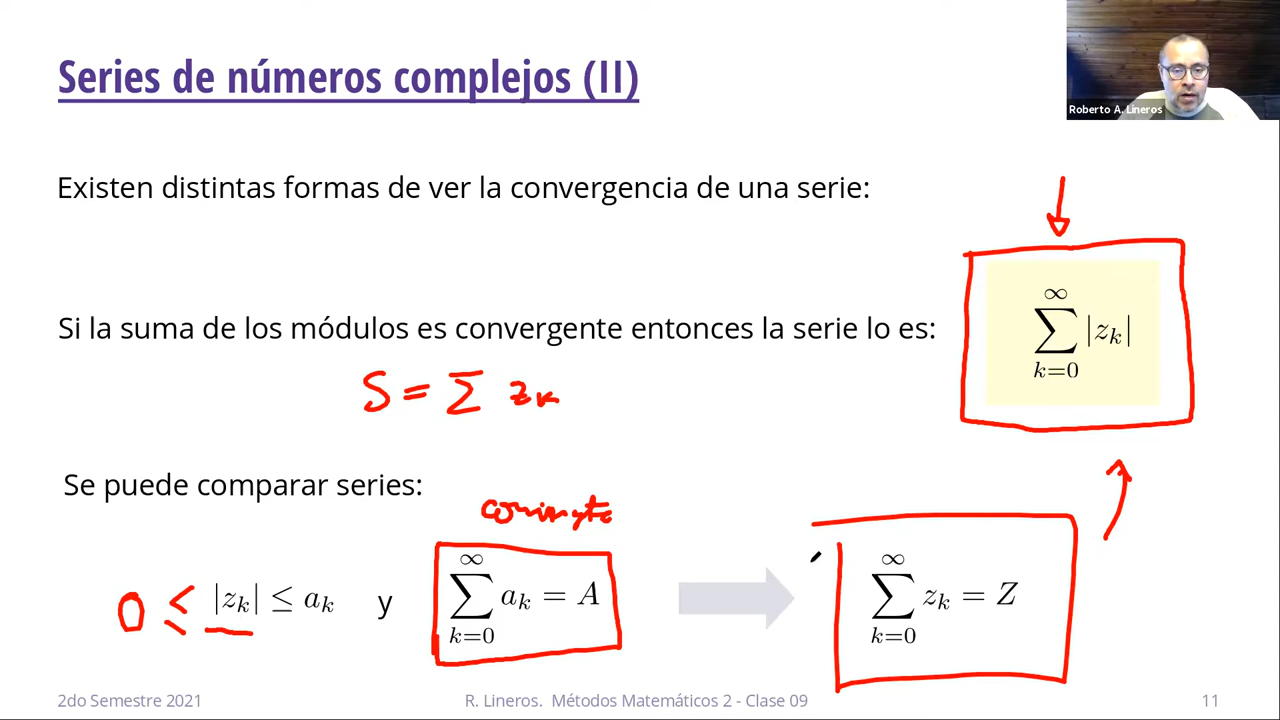 Series de números complejos (II)
Roberto A. Lineros
Existen distintas formas de ver la convergencia de una serie:
Si la suma de los módulos es convergente entonces la serie lo es:
∞
∑ |z_k|
k=0
S = ∑ z_k
Se puede comparar series:
0 ≤ |z_k| ≤ a_k y
∞
∑ a_k = A
k=0
∞
∑ z_k = Z
k=0
2do Semestre 2021 R. Lineros. Métodos Matemáticos 2 - Clase 09 11